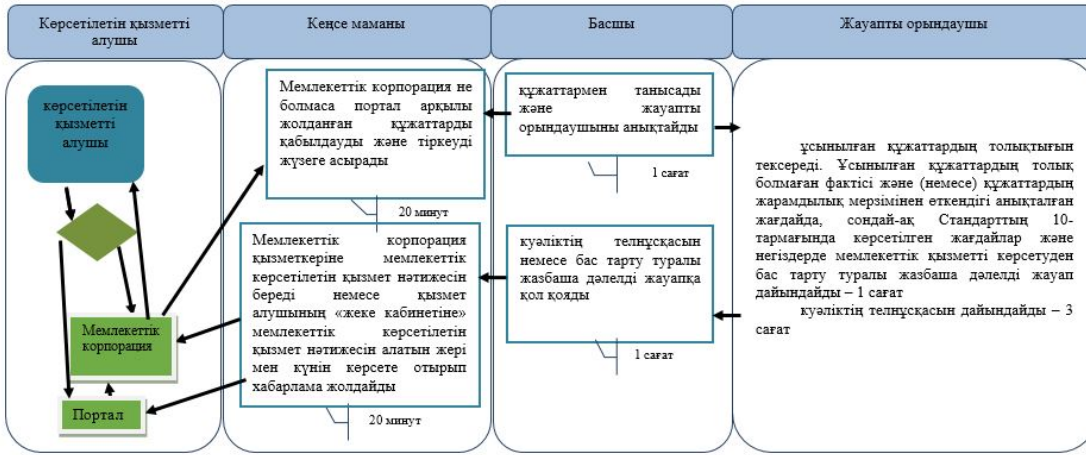 Көрсетілетін қызметті
алушы
Кеңсе маманы
Басшы
Жауапты орындаушы
көрсетілетін
қызметті
алушы
Мемлекеттік
корпорация
Портал
Мемлекеттік корпорация не
болмаса портал арқылы
жолданған құжаттарды
қабылдауды және тіркеуді
жүзеге асырады
20 минут
Мемлекеттік корпорация
қызметкеріне мемлекеттік
көрсетілетін қызмет нәтижесін
береді немесе қызмет
алушының «жеке кабинетіне»
мемлекеттік көрсетілетін
қызмет нәтижесін алатын жері
мен күнін көрсете отырып
хабарлама жолдайды
20 минут
құжаттармен танысады
және жауапты
орындаушыны анықтайды
1 сағат
куәліктің телнұсқасын
немесе бас тарту туралы
жазбаша дәлелді жауапқа
қол қояды
1 сағат
ұсынылған құжаттардың толықтығын
тексереді. Ұсынылған құжаттардың толық
болмаған фактісі және (немесе) құжаттардың
жарамдылық мерзімінен өткендігі анықталған
жағдайда, сондай-ақ Стандарттың 10-
тармағында көрсетілген жағдайлар және
негіздерде мемлекеттік қызметті көрсетуден
бас тарту туралы жазбаша дәлелді жауап
дайындайды – 1 сағат
куәліктің телнұсқасын дайындайды – 3
сағат